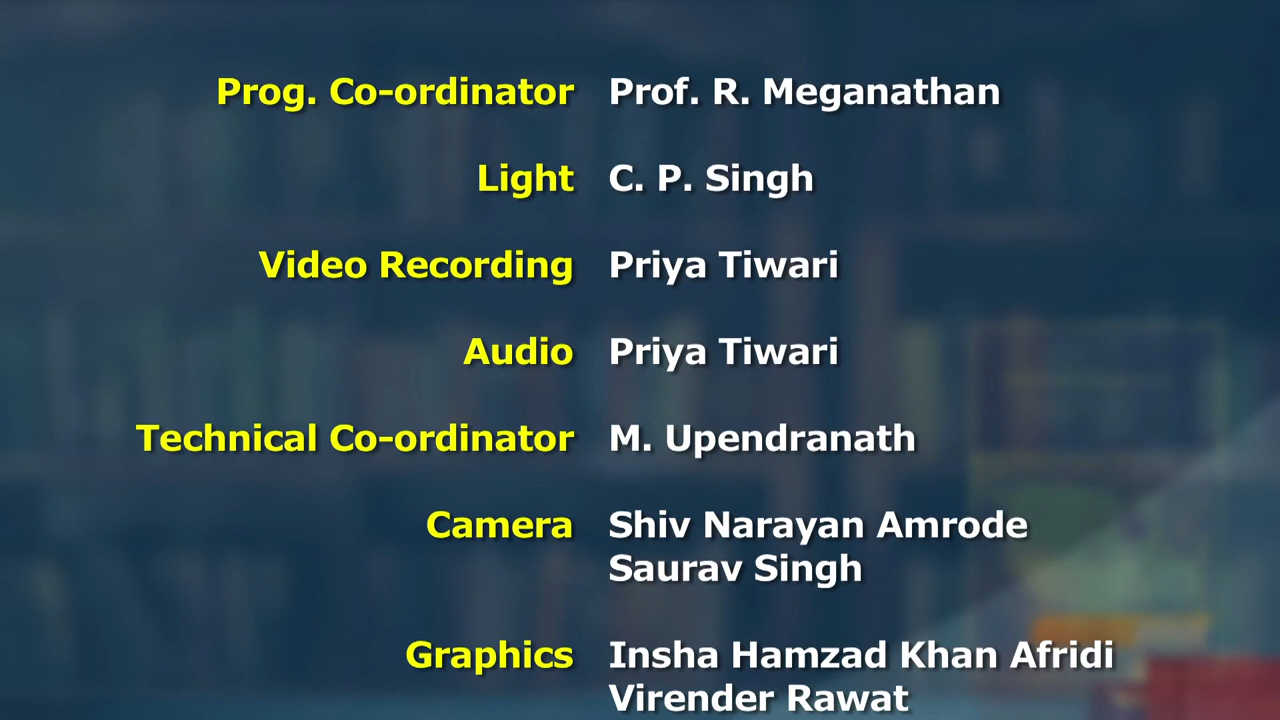 Prog. Co-ordinator Prof. R. Meganathan
Light C. P. Singh
Video Recording Priya Tiwari
Audio Priya Tiwari
Technical Co-ordinator M. Upendranath
Camera Shiv Narayan Amrode
Saurav Singh
Graphics Insha Hamzad Khan Afridi
Virender Rawat